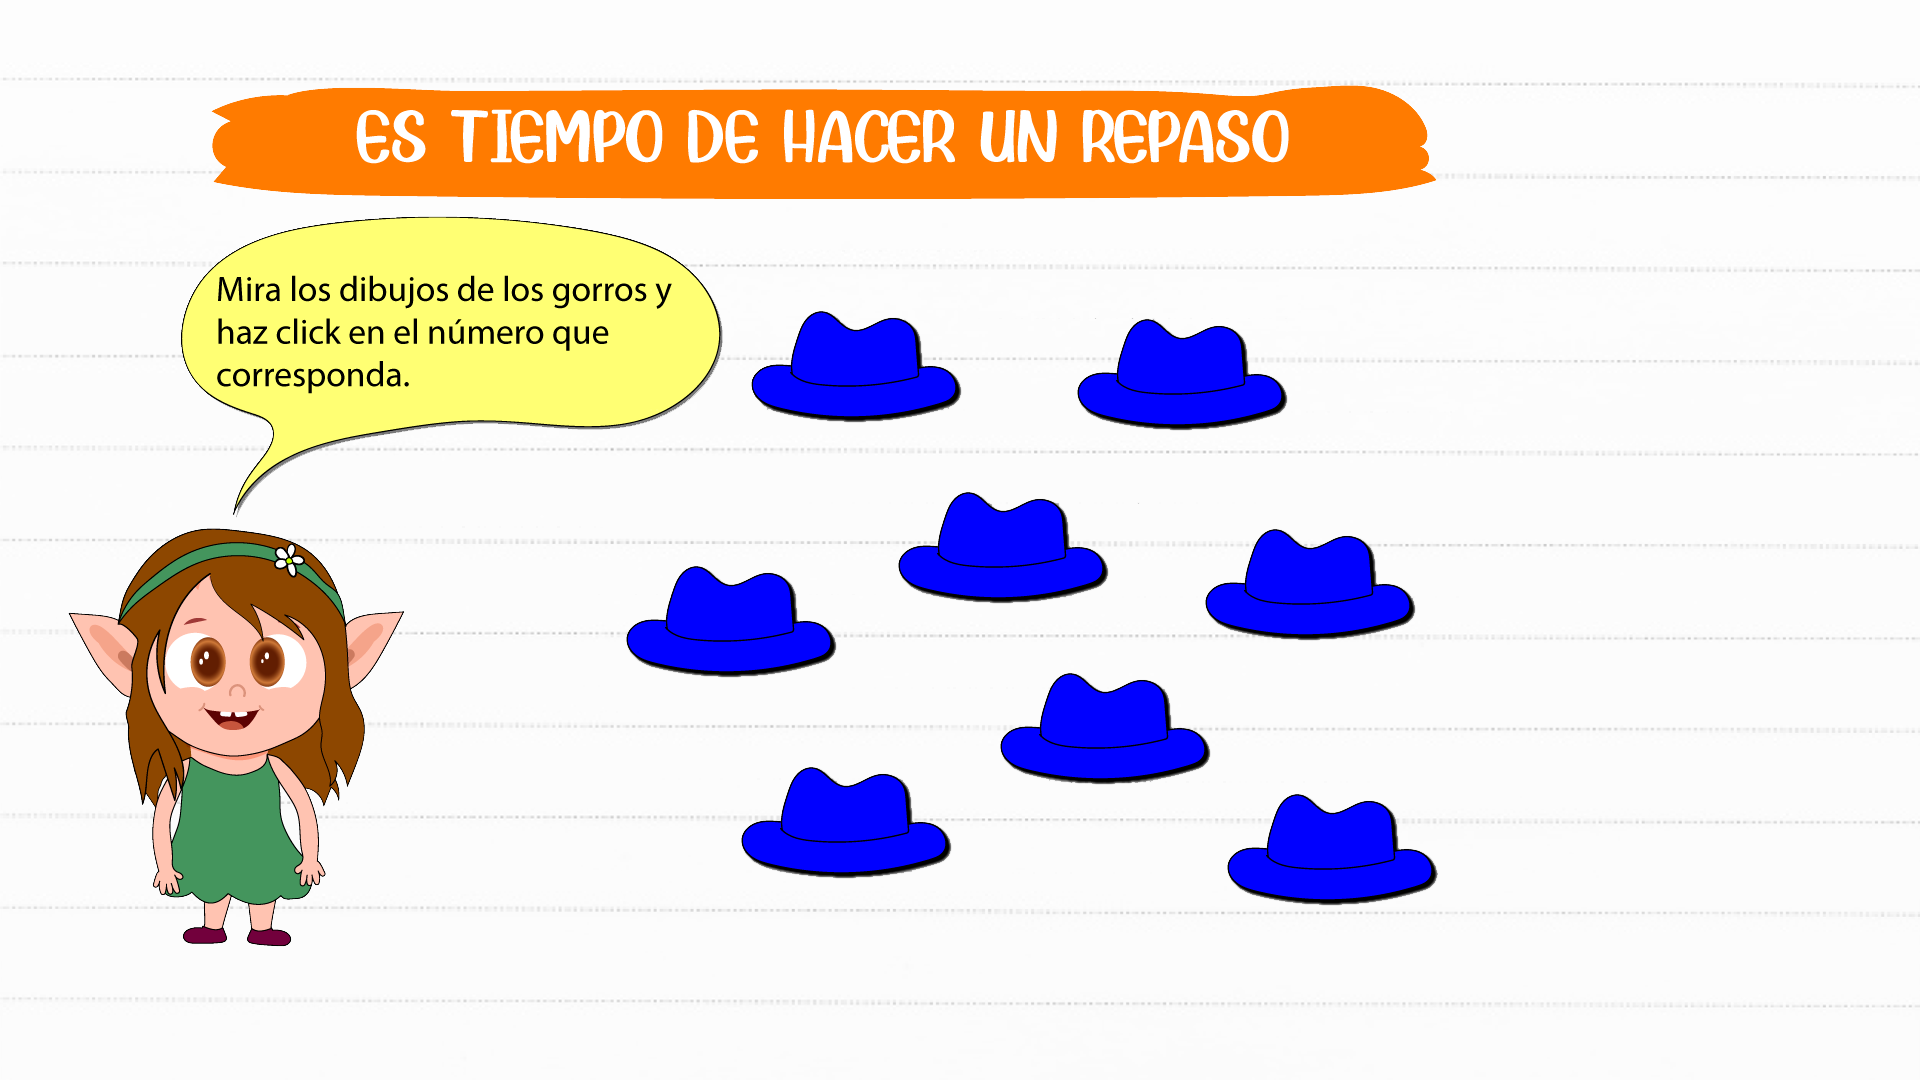 ES TIEMPO DE HACER UN REPASO
Mira los dibujos de los gorros y
haz click en el número que
corresponda.